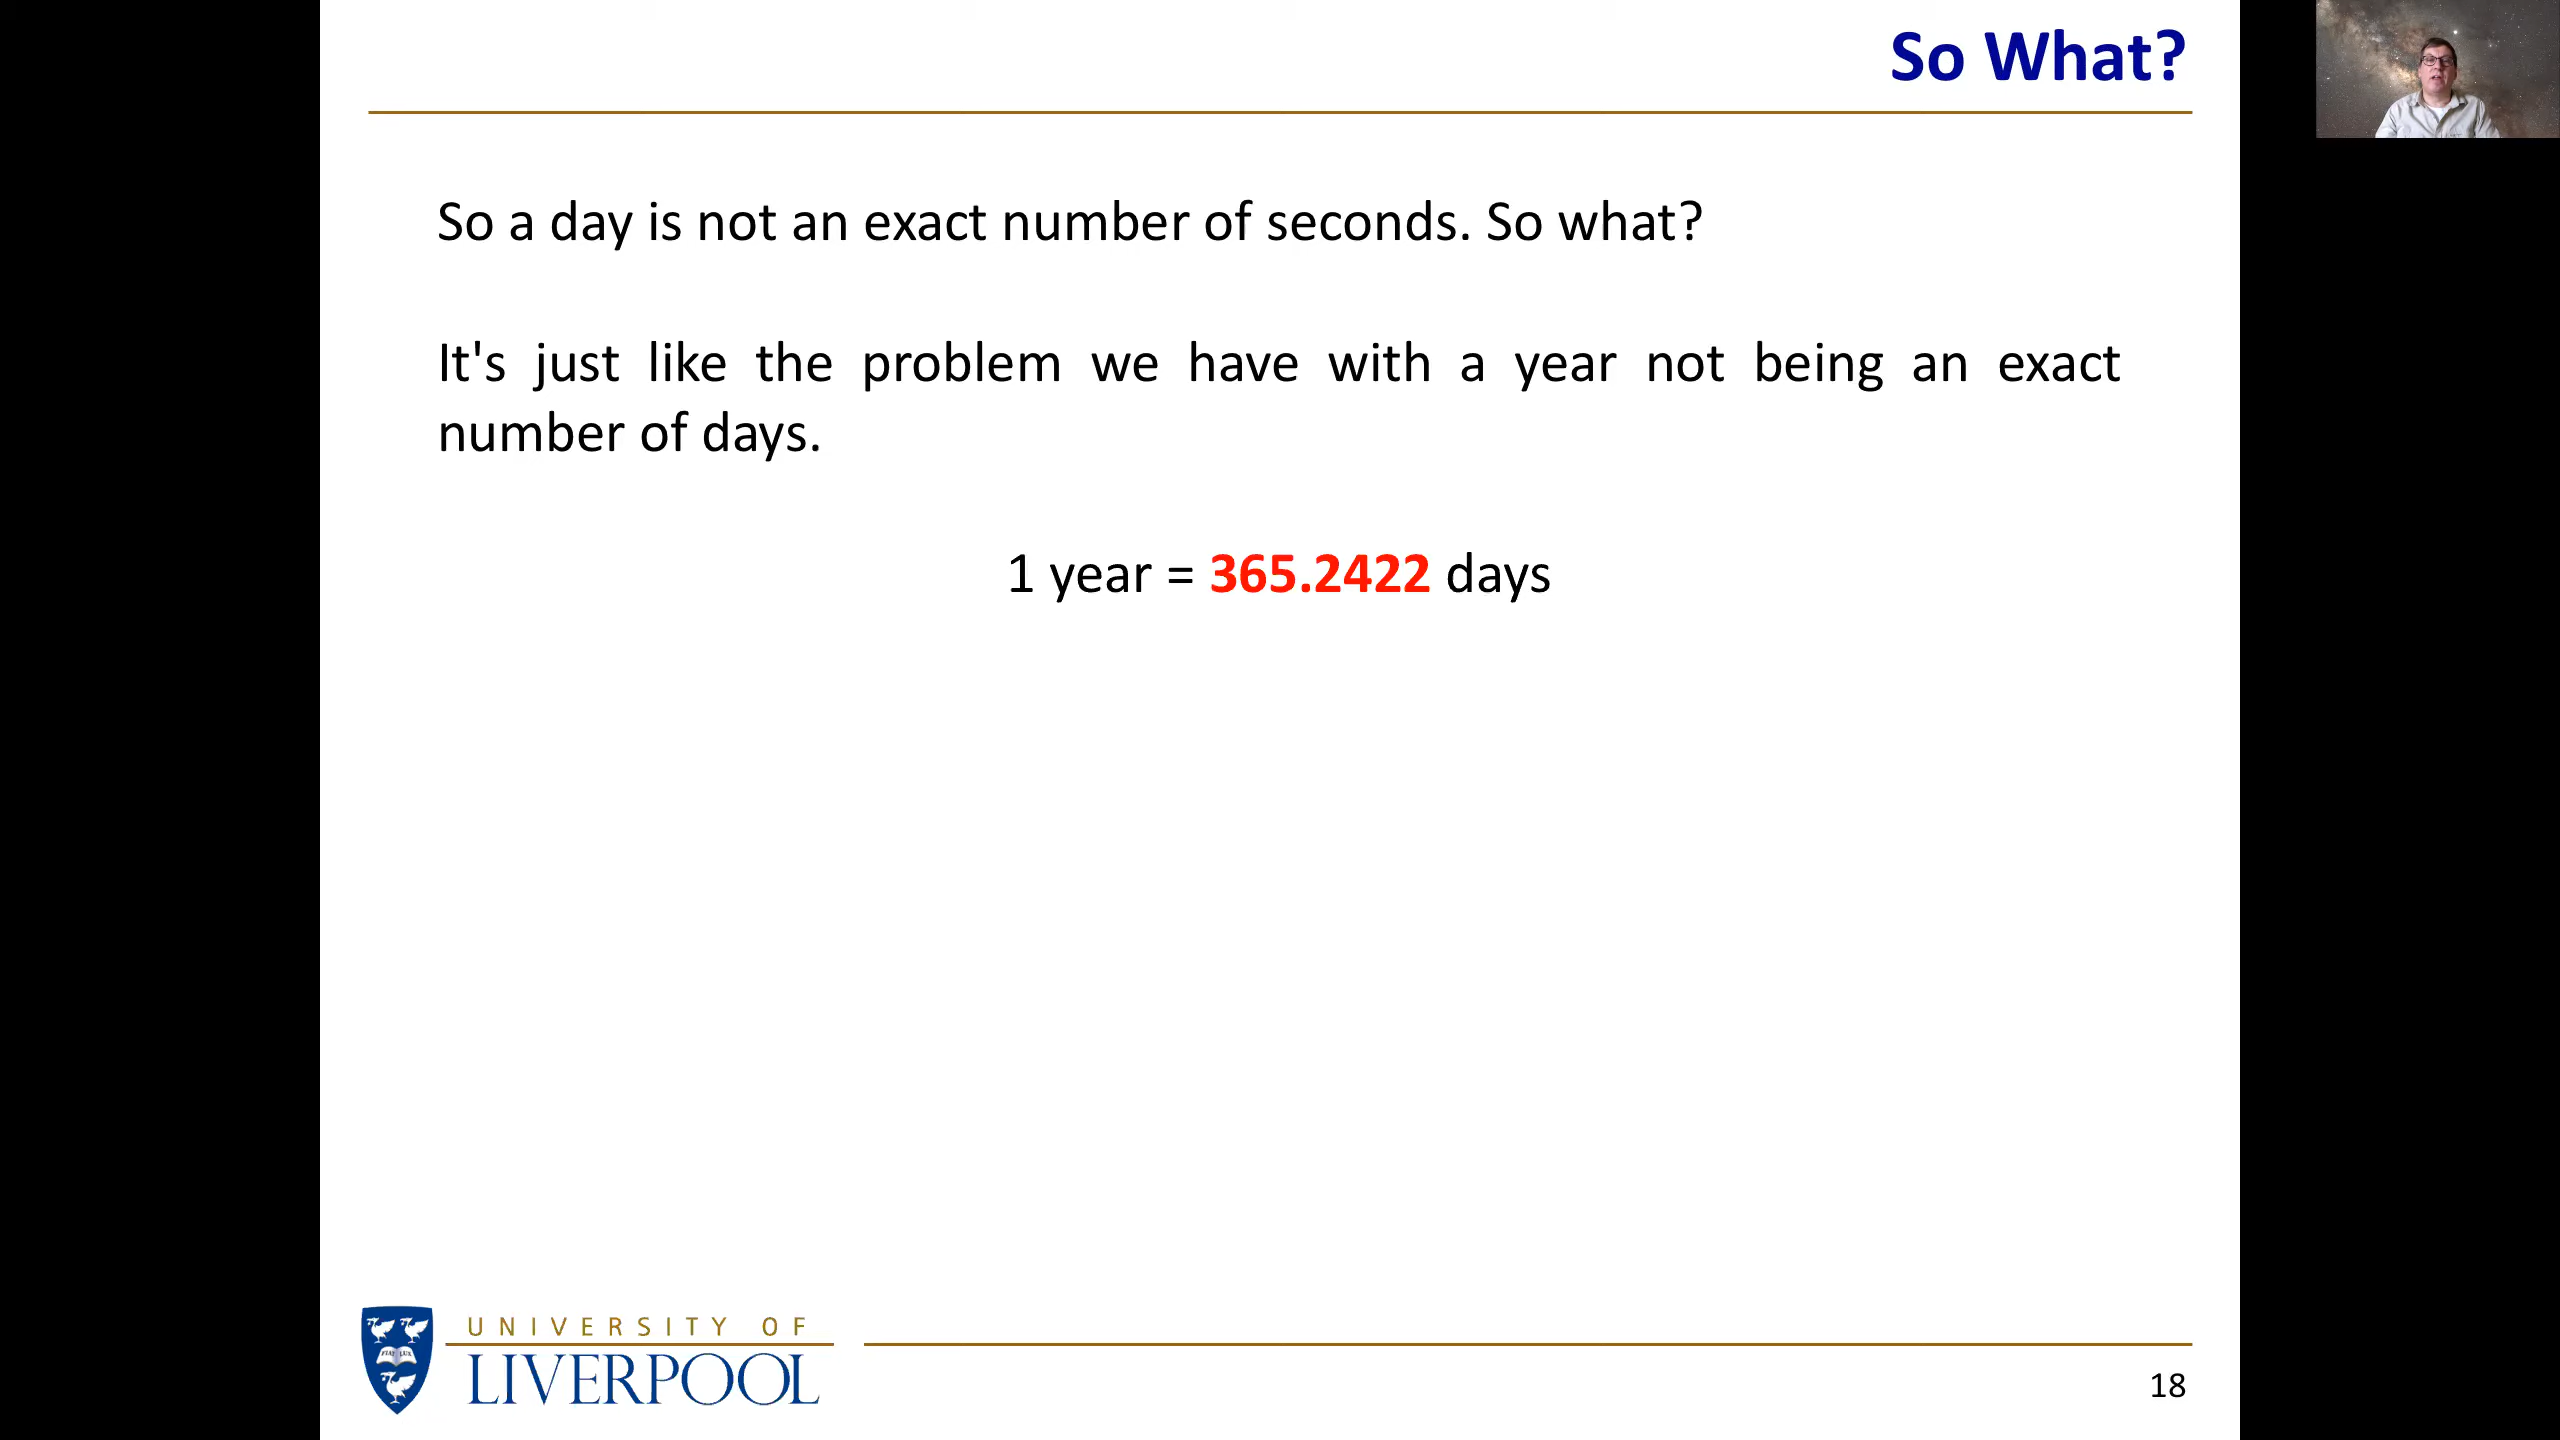 So What?
So a day is not an exact number of seconds. So what?
It's just like the problem we have with a year not being an exact
number of days.
1 year = 365.2422 days
FIAT LUX
UNIVERSITY OF
LIVERPOOL
18